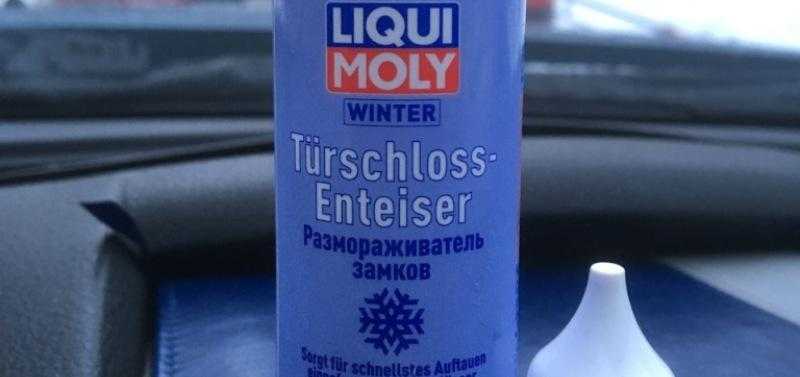 LIQUI
MOLY
WINTER
Türschloss-
Enteiser
Размораживатель
замков
Sorgt für schnellstes Auftauen